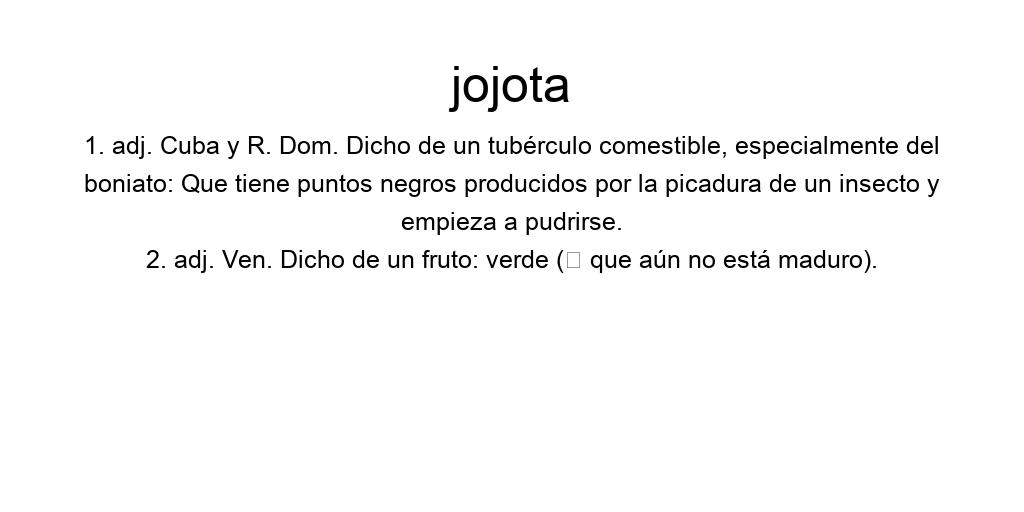 jojota
1. adj. Cuba y R. Dom. Dicho de un tubérculo comestible, especialmente del
boniato: Que tiene puntos negros producidos por la picadura de un insecto y
empieza a pudrirse.
2. adj. Ven. Dicho de un fruto: verde (□ que aún no está maduro).